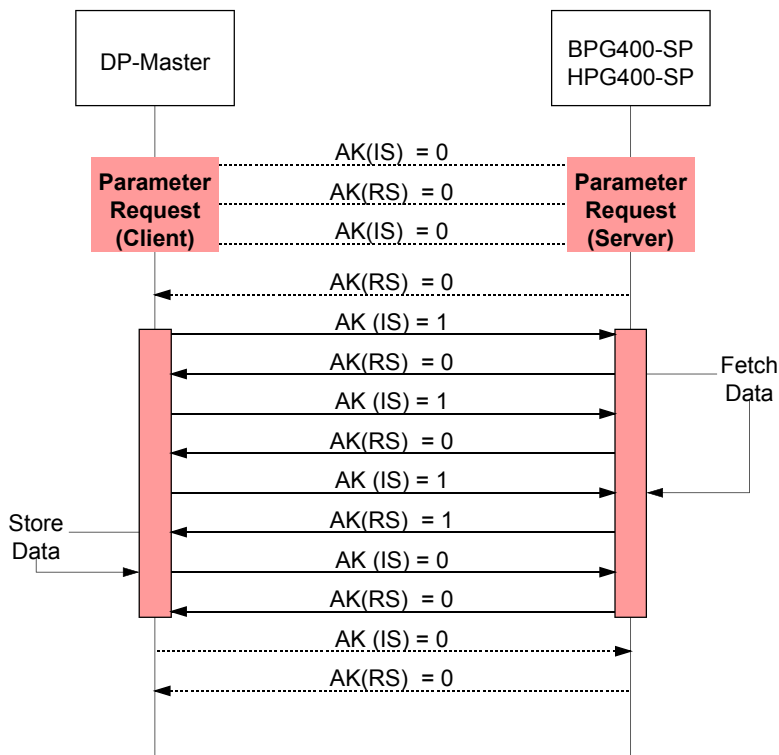 DP-Master
BPG400-SP
HPG400-SP
AK(IS) = 0
Parameter
Request
(Client)
AK(RS) = 0
AK(IS) = 0
Parameter
Request
(Server)
AK(RS) = 0
AK (IS) = 1
AK(RS) = 0
Fetch
Data
AK (IS) = 1
AK(RS) = 0
AK (IS) = 1
AK(RS) = 1
Store
Data
AK (IS) = 0
AK(RS) = 0
AK (IS) = 0
AK(RS) = 0